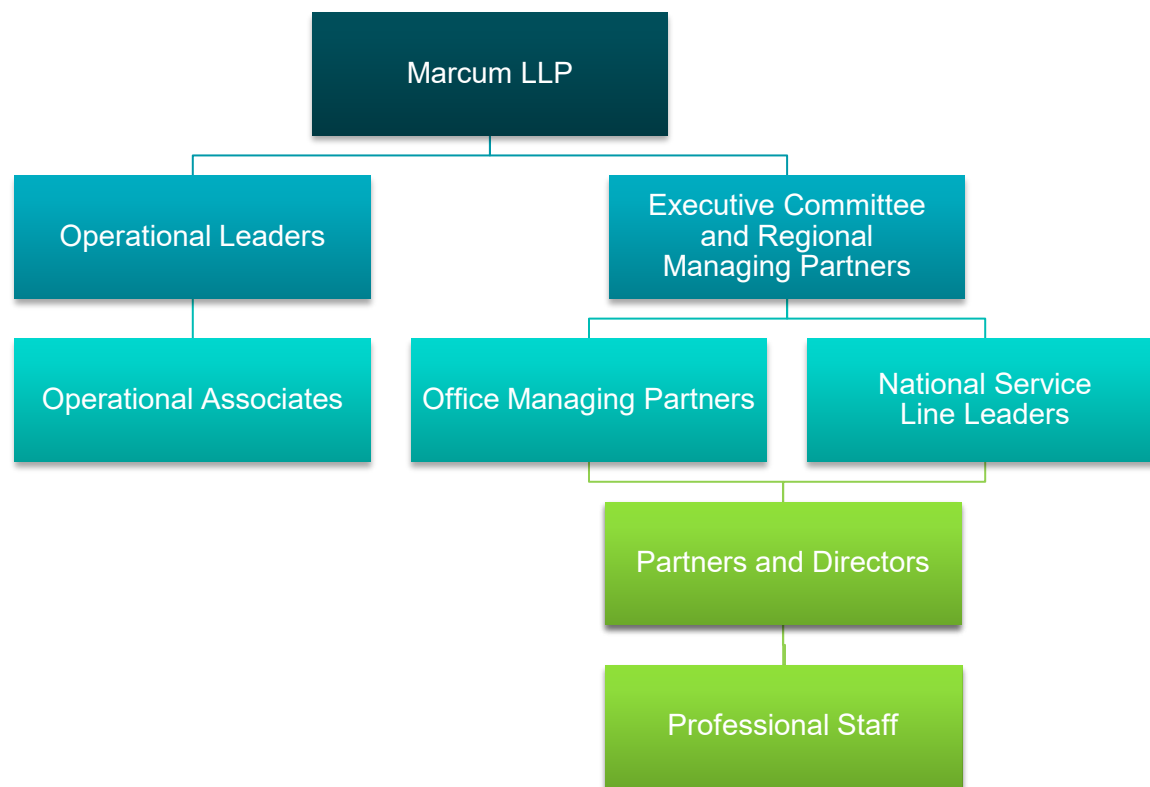 Marcum LLP
Operational Leaders
Executive Committee
and Regional
Managing Partners
Operational Associates
Office Managing Partners
National Service
Line Leaders
Partners and Directors
Professional Staff